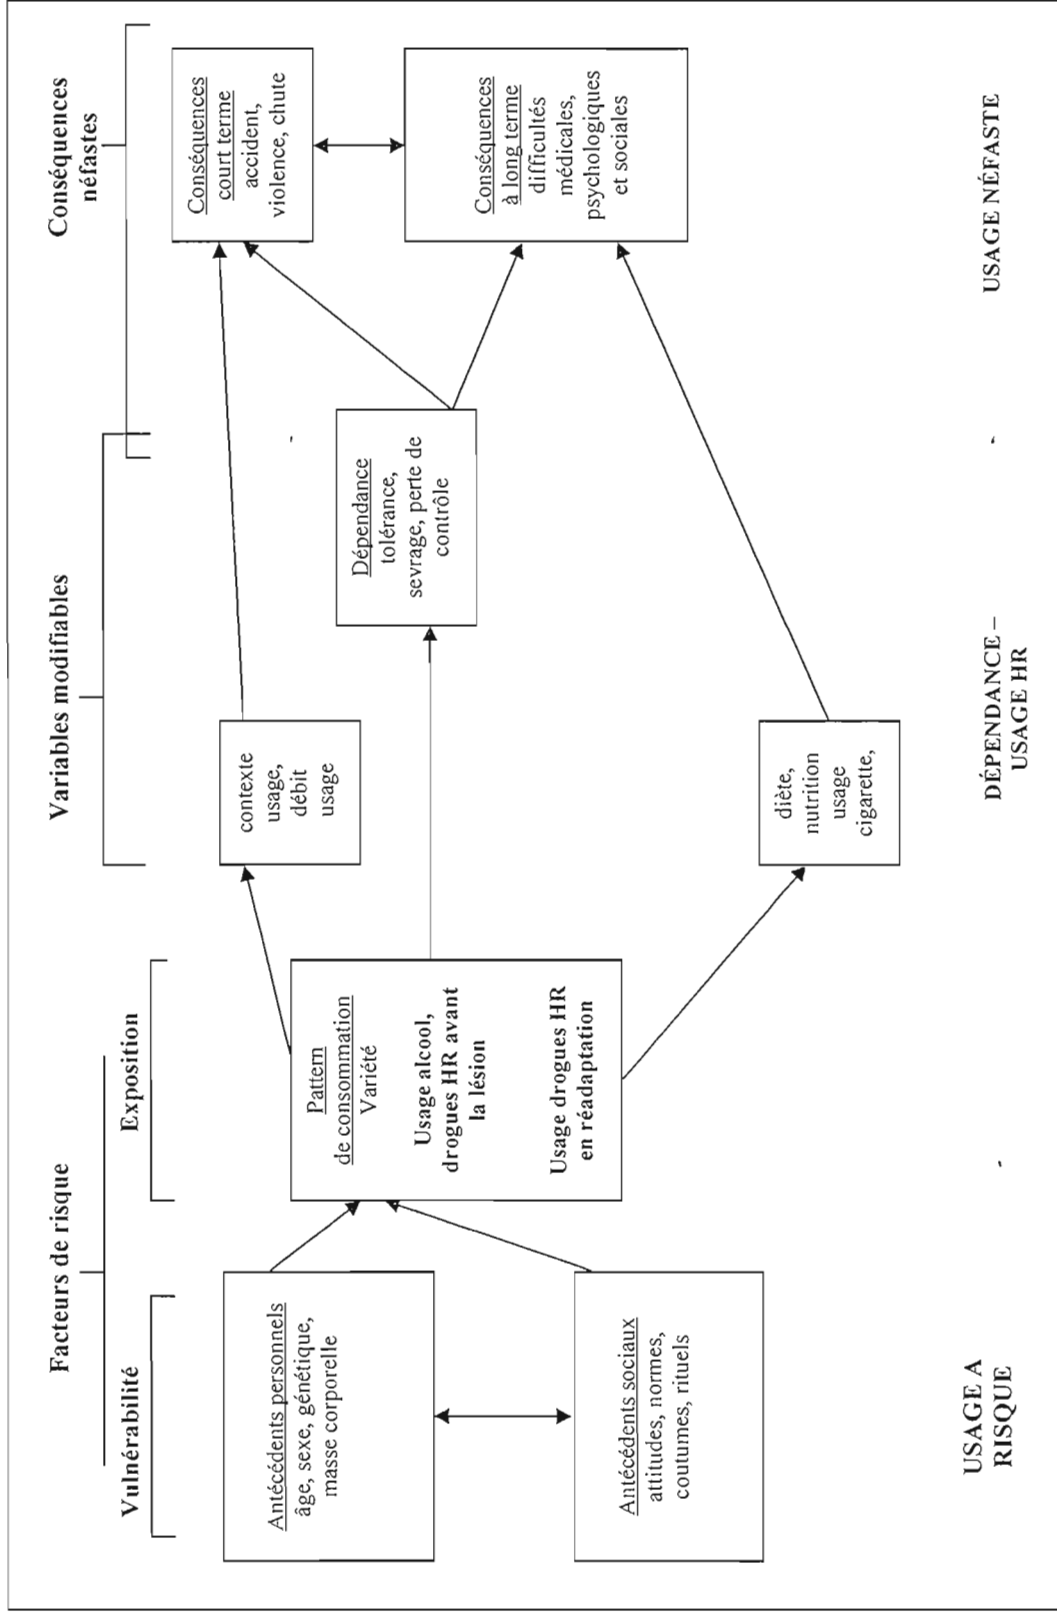 Facteurs de risque
Vulnérabilité
Exposition
Variables modifiables
Conséquences
néfastes
Antécédents personnels
âge, sexe, génétique,
masse corporelle
Antécédents sociaux
attitudes, normes,
coutumes, rituels
Pattern
de consommation
Variété
Usage alcool,
drogues HR avant
la lésion
Usage drogues HR
en réadaptation
contexte
usage,
débit
usage
diète,
nutrition
usage
cigarette,
Dépendance
tolérance,
sevrage, perte de
contrôle
Conséquences
court terme
accident,
violence, chute
Conséquences
à long terme
difficultés
médicales,
psychologiques
et sociales
USAGE A
RISQUE
DÉPENDANCE –
USAGE HR
USAGE NÉFASTE